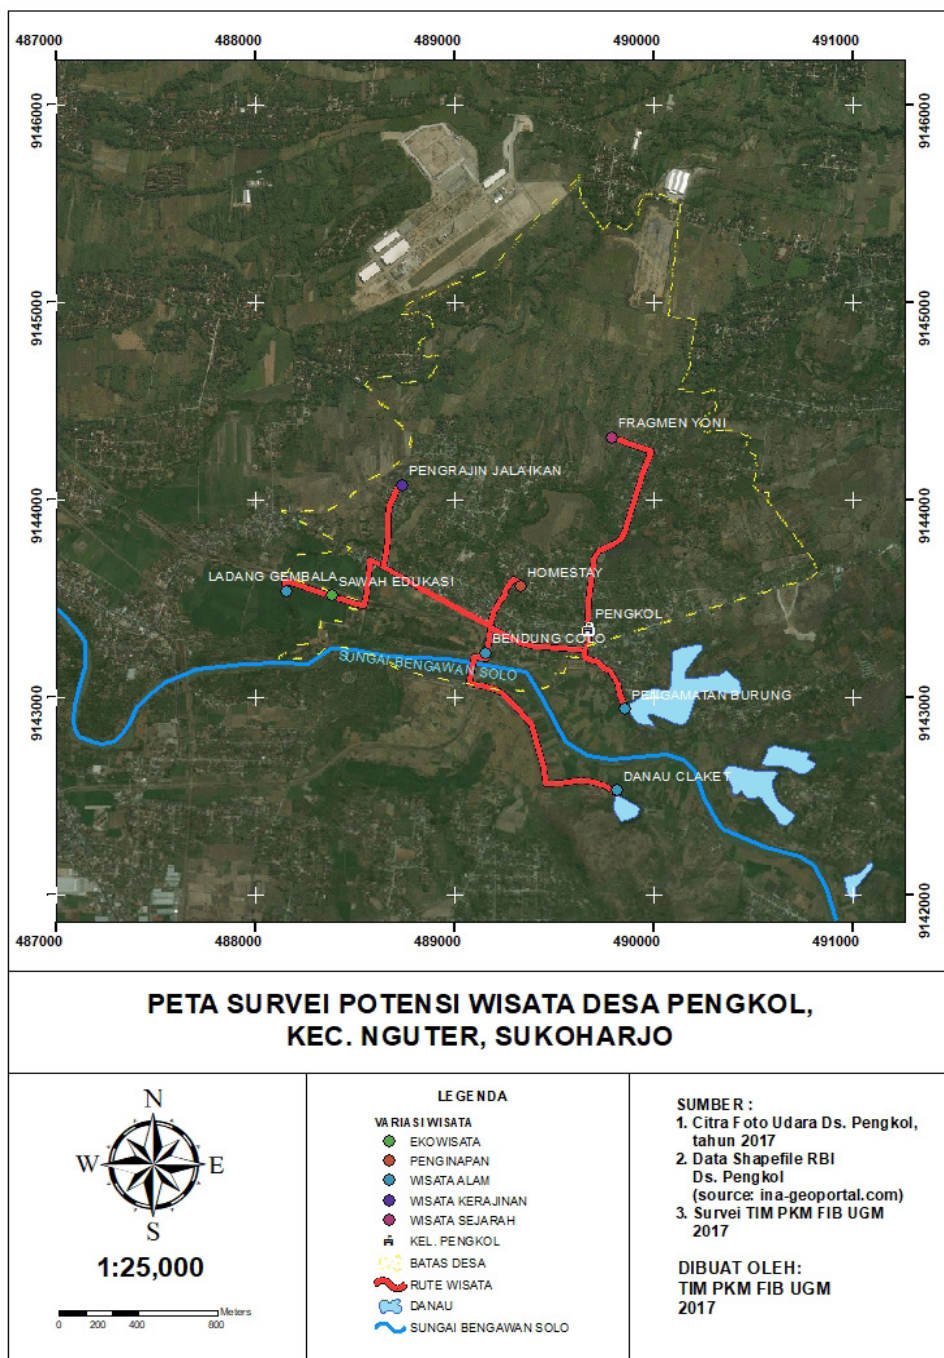 487000 488000 489000 490000 491000
9146000 9146000
9145000 9145000
FRAGMEN YONI
PENGRAJIN JALA IKAN
9144000 9144000
LADANG GEMBALA SAWAH EDUKASI HOMESTAY
PENGKOL
BENDUNG COLO
SUNGAI BENGAWAN SOLO
9143000 9143000
PENGAMATAN BURUNG
DANAU CLAKET
9142000 9142000
487000 488000 489000 490000 491000
PETA SURVEI POTENSI WISATA DESA PENGKOL,
KEC. NGUTER, SUKOHARJO
N
W E
S
1:25,000
Meters
0 200 400 800
LEGENDA
VARIASI WISATA
EKOWISATA
PENGINAPAN
WISATA ALAM
WISATA KERAJINAN
WISATA SEJARAH
KEL. PENGKOL
BATAS DESA
RUTE WISATA
DANAU
SUNGAI BENGAWAN SOLO
SUMBER :
1. Citra Foto Udara Ds. Pengkol,
tahun 2017
2. Data Shapefile RBI
Ds. Pengkol
(source: ina-geoportal.com)
3. Survei TIM PKM FIB UGM
2017
DIBUAT OLEH:
TIM PKM FIB UGM
2017